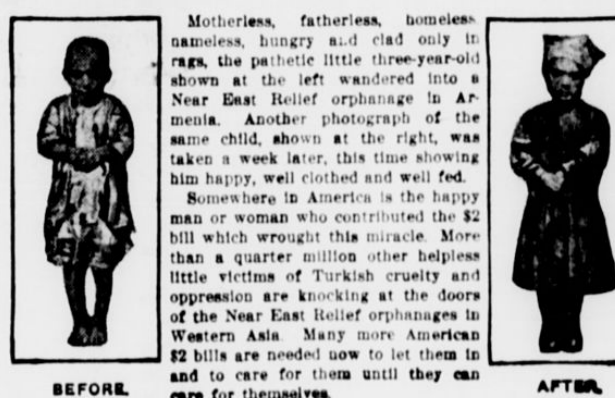 Motherless, fatherless, homeless
nameless, hungry and clad only in
rags, the pathetic little three-year-old
shown at the left wandered into a
Near East Relief orphanage in Ar-
menia. Another photograph of the
same child, shown at the right, was
taken a week later, this time showing
him happy, well clothed and well fed.
Somewhere in America is the happy
man or woman who contributed the $2
bill which wrought this miracle. More
than a quarter million other helpless
little victims of Turkish cruelty and
oppression are knocking at the doors
of the Near East Relief orphanages in
Western Asia. Many more American
$2 bills are needed now to let them in
and to care for them until they can
care for themselves.
BEFORE.
AFTER.